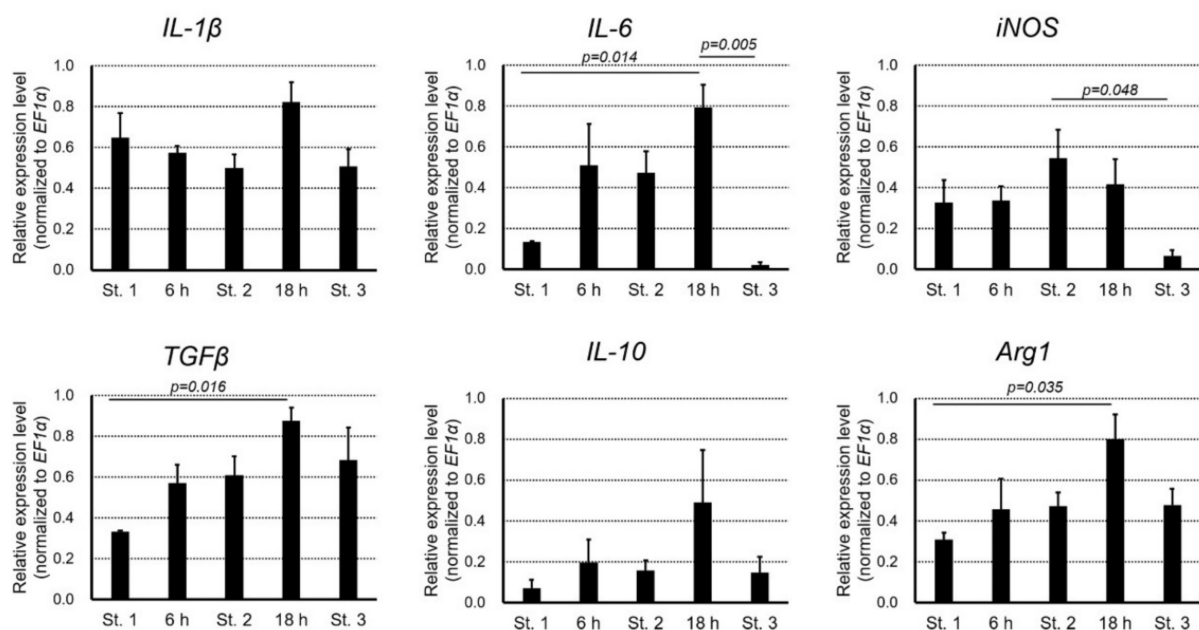 IL-1β
Relative expression level
(normalized to EF1α)
1.0
0.8
0.6
0.4
0.2
0.0
St. 1 6 h St. 2 18 h St. 3
IL-6
p=0.005
p=0.014
Relative expression level
(normalized to EF1α)
1.0
0.8
0.6
0.4
0.2
0.0
St. 1 6 h St. 2 18 h St. 3
iNOS
p=0.048
Relative expression level
(normalized to EF1α)
1.0
0.8
0.6
0.4
0.2
0.0
St. 1 6 h St. 2 18 h St. 3
TGFβ
p=0.016
Relative expression level
(normalized to EF1α)
1.0
0.8
0.6
0.4
0.2
0.0
St. 1 6 h St. 2 18 h St. 3
IL-10
Relative expression level
(normalized to EF1α)
1.0
0.8
0.6
0.4
0.2
0.0
St. 1 6 h St. 2 18 h St. 3
Arg1
p=0.035
Relative expression level
(normalized to EF1α)
1.0
0.8
0.6
0.4
0.2
0.0
St. 1 6 h St. 2 18 h St. 3